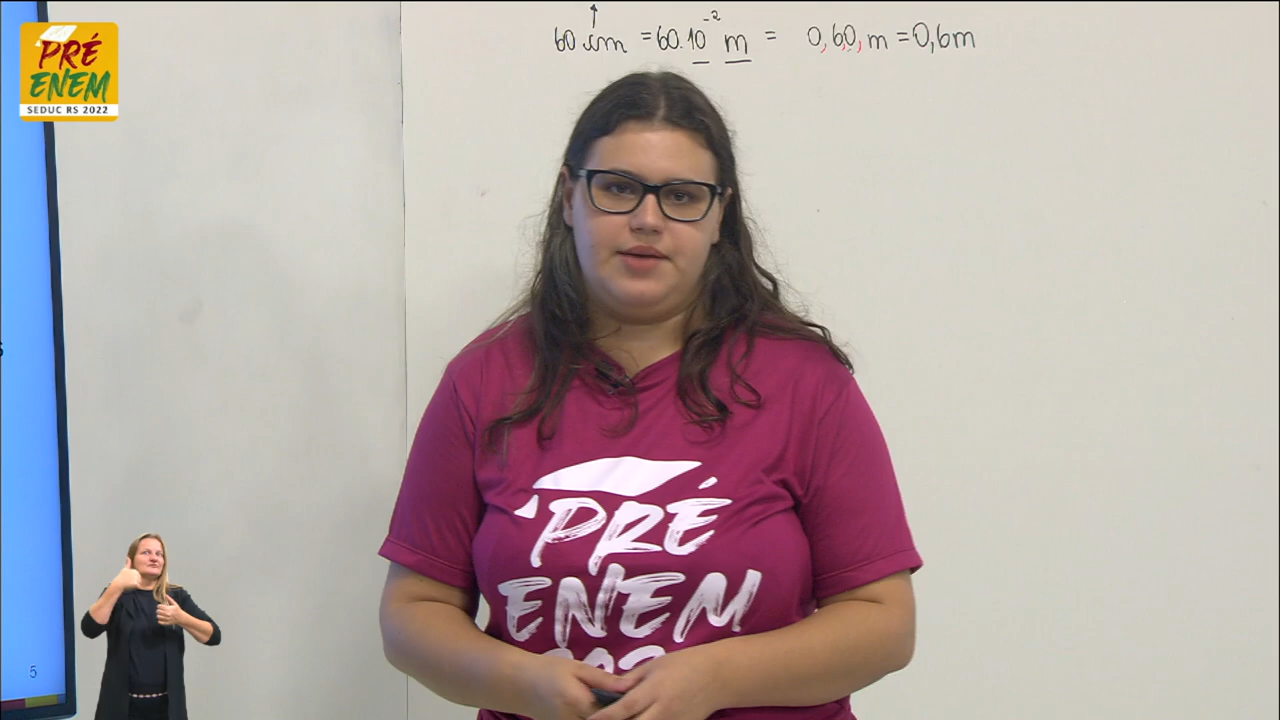 PRÉ
ENEM
SEDUC RS 2022
60 cm = 60.10⁻² m = 0,60, m = 0,6m
PRÉ
ENEM
5